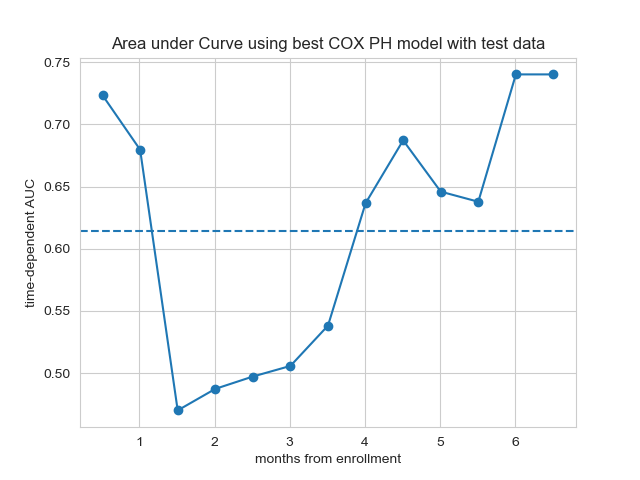 Area under Curve using best COX PH model with test data
0.75
0.70
0.65
0.60
0.55
0.50
time-dependent AUC
1 2 3 4 5 6
months from enrollment